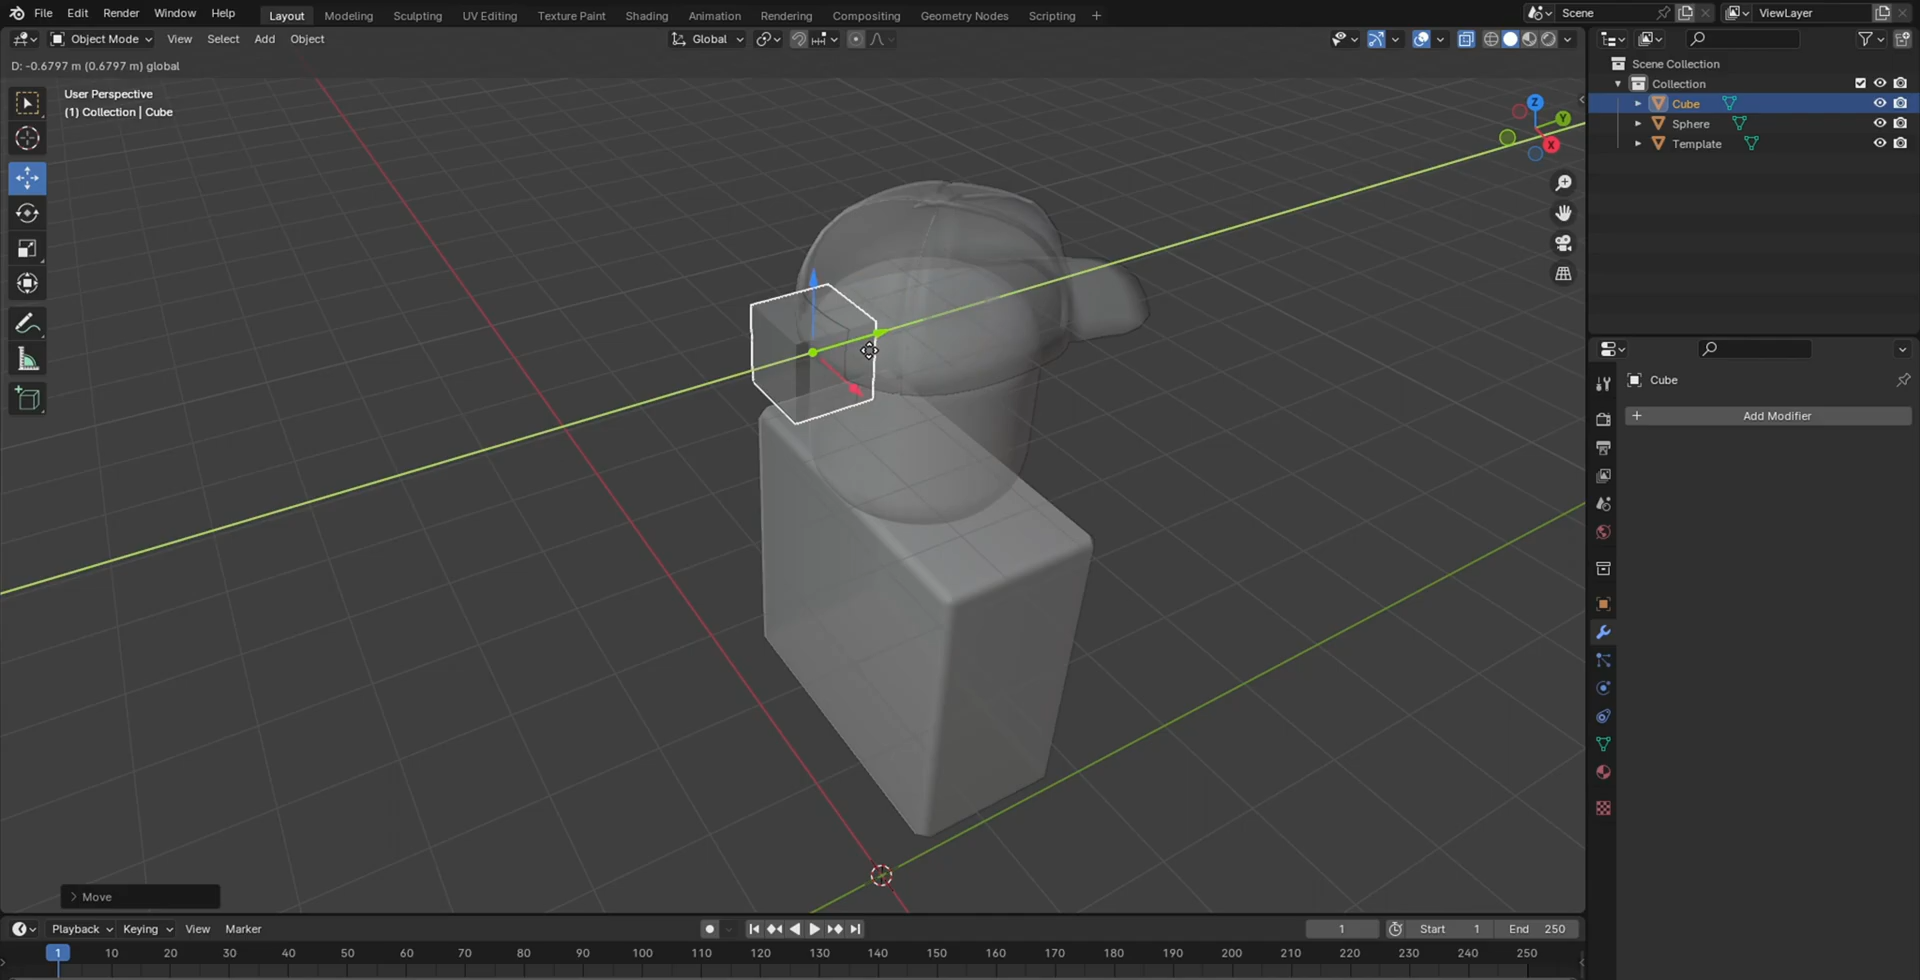 File Edit Render Window Help Layout Modeling Sculpting UV Editing Texture Paint Shading Animation Rendering Compositing Geometry Nodes Scripting + Scene ViewLayer
Object Mode View Select Add Object Global
D: -0.6797 m (0.6797 m) global
User Perspective
(1) Collection | Cube
Scene Collection
Collection
Cube
Sphere
Template
Z
Y
X
Cube
+ Add Modifier
> Move
Playback Keying View Marker 1 Start 1 End 250
1 10 20 30 40 50 60 70 80 90 100 110 120 130 140 150 160 170 180 190 200 210 220 230 240 250